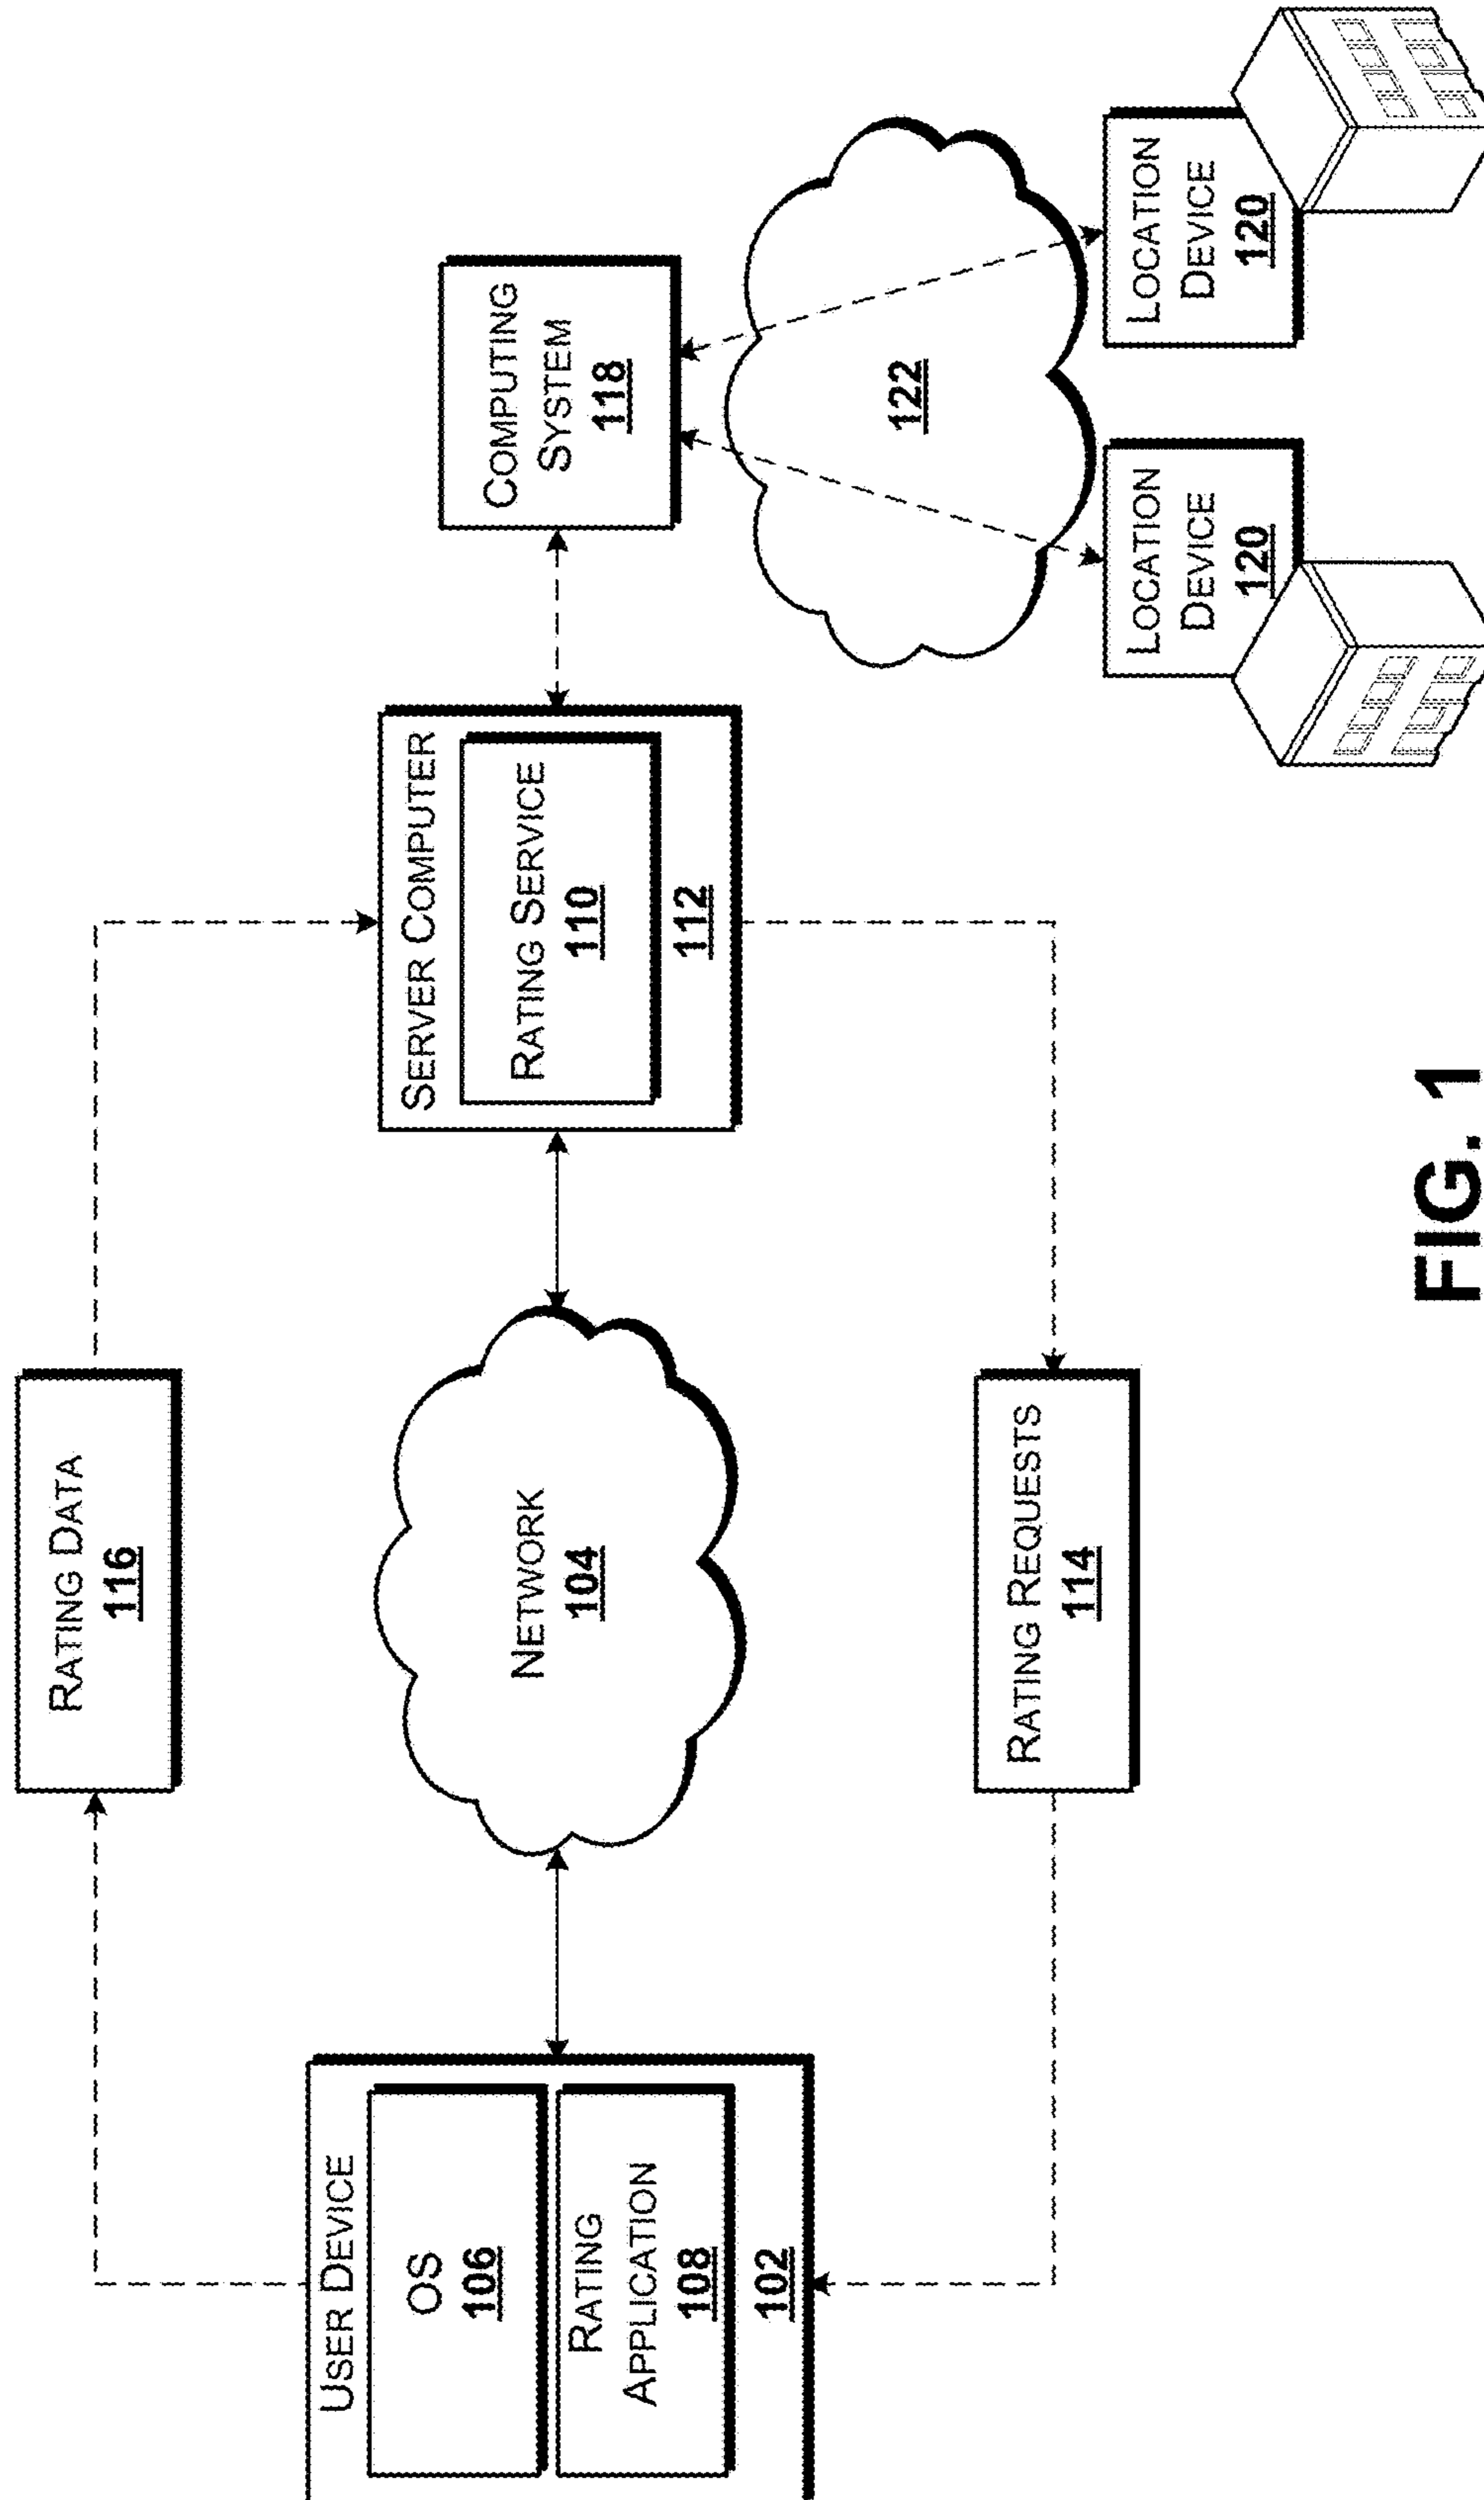 RATING DATA
116
USER DEVICE
OS
106
RATING
APPLICATION
108
102
NETWORK
104
SERVER COMPUTER
RATING SERVICE
110
112
COMPUTING
SYSTEM
118
122
RATING REQUESTS
114
LOCATION
DEVICE
120
LOCATION
DEVICE
120
FIG. 1